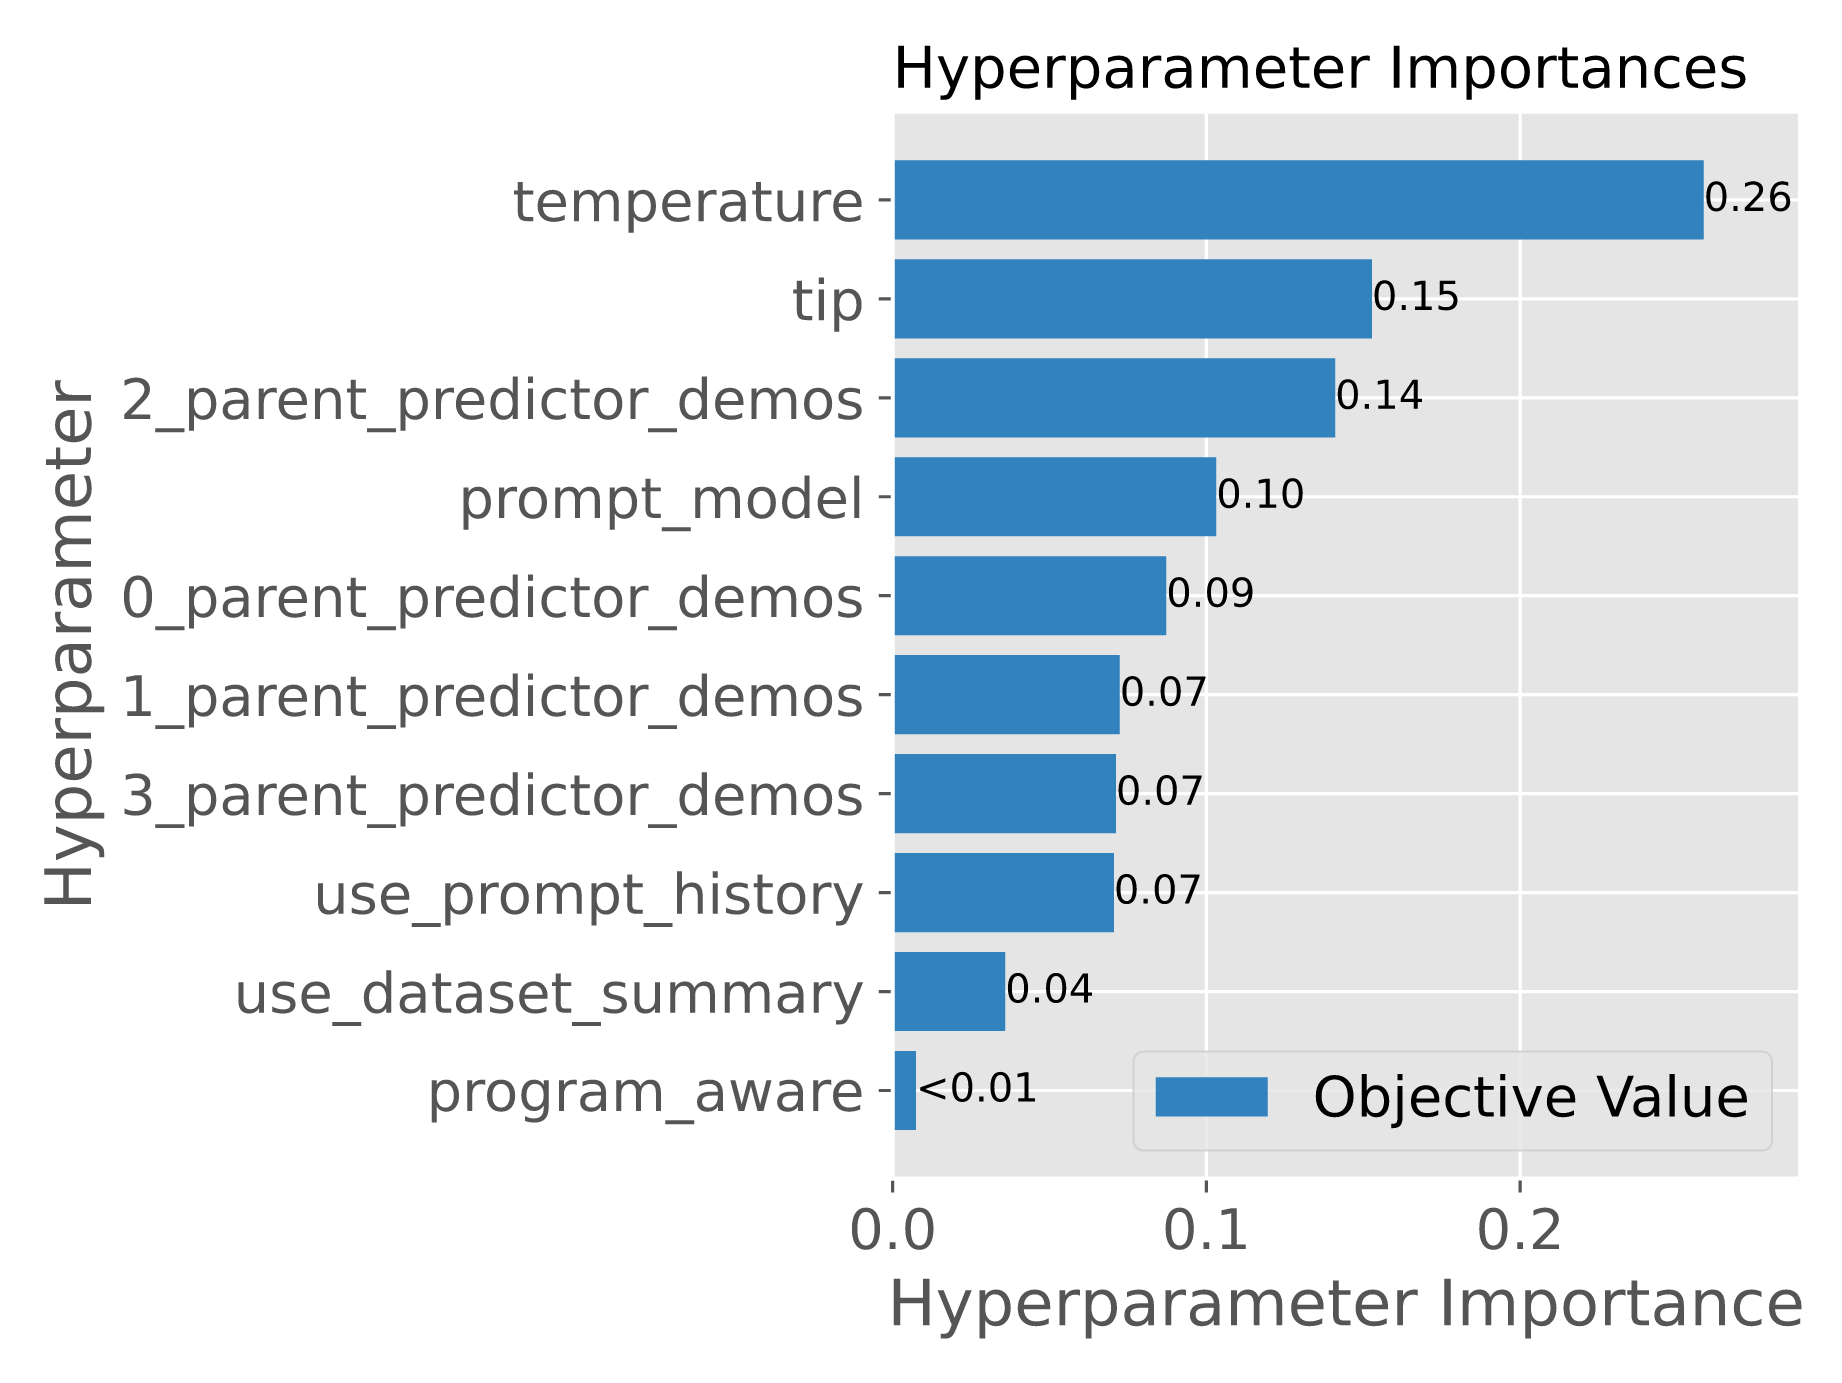 Hyperparameter Importances
Hyperparameter
temperature 0.26
tip 0.15
2_parent_predictor_demos 0.14
prompt_model 0.10
0_parent_predictor_demos 0.09
1_parent_predictor_demos 0.07
3_parent_predictor_demos 0.07
use_prompt_history 0.07
use_dataset_summary 0.04
program_aware <0.01
Objective Value
0.0 0.1 0.2
Hyperparameter Importance